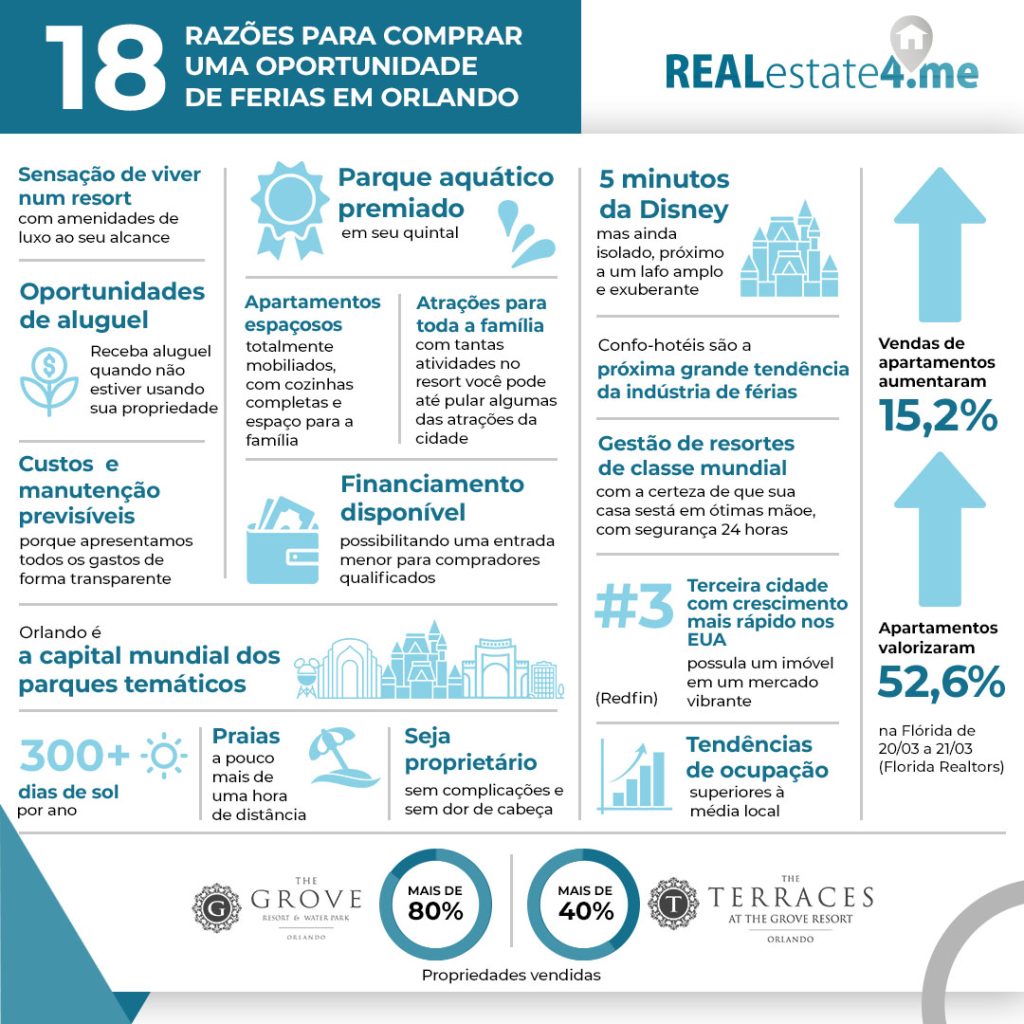 18
RAZÕES PARA COMPRAR
UMA OPORTUNIDADE
DE FERIAS EM ORLANDO
REALestate4.me
Sensação de viver
num resort
com amenidades de
luxo ao seu alcance
Oportunidades
de aluguel
$
Receba aluguel
quando não
estiver usando
sua propriedade
Custos e
manutenção
previsíveis
porque apresentamos
todos os gastos de
forma transparente
Parque aquático
premiado
em seu quintal
Apartamentos
espaçosos
totalmente
mobiliados,
com cozinhas
completas e
espaço para a
família
Atrações para
toda a família
com tantas
atividades no
resort você pode
até pular algumas
das atrações da
cidade
Financiamento
disponível
possibilitando uma entrada
menor para compradores
qualificados
Orlando é
a capital mundial dos
parques temáticos
300+
dias de sol
por ano
Praias
a pouco
mais de
uma hora
de distância
Seja
proprietário
sem complicações e
sem dor de cabeça
5 minutos
da Disney
mas ainda
isolado, próximo
a um lafo amplo
e exuberante
Confo-hotéis são a
próxima grande tendência
da indústria de férias
Gestão de resortes
de classe mundial
com a certeza de que sua
casa sestá em ótimas mãoe,
com segurança 24 horas
#3
(Redfin)
Terceira cidade
com crescimento
mais rápido nos
EUA
possula um imóvel
em um mercado
vibrante
Tendências
de ocupação
superiores à
média local
Vendas de
apartamentos
aumentaram
15,2%
Apartamentos
valorizaram
52,6%
na Flórida de
20/03 a 21/03
(Florida Realtors)
G
THE
GROVE
RESORT & WATER PARK
ORLANDO
MAIS DE
80%
MAIS DE
40%
T
THE
TERRACES
AT THE GROVE RESORT
ORLANDO
Propriedades vendidas